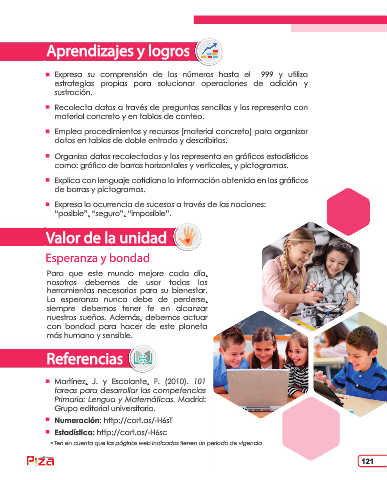 Aprendizajes y logros
Expresa su comprensión de los números hasta el 999 y utiliza
estrategias propias para solucionar operaciones de adición y
sustracción.
Recolecta datos a través de preguntas sencillas y los representa con
material concreto y en tablas de conteo.
Emplea procedimientos y recursos (material concreto) para organizar
datos en tablas de doble entrada y describirlos.
Organiza datos recolectados y los representa en gráficos estadísticos
como: gráfico de barras horizontales y verticales, y pictogramas.
Explica con lenguaje cotidiano la información obtenida en los gráficos
de barras y pictogramas.
Expresa la ocurrencia de sucesos a través de las nociones:
"posible", "seguro", "imposible".
Valor de la unidad
Esperanza y bondad
Para que este mundo mejore cada día,
nosotros debemos de usar todas las
herramientas necesarias para su bienestar.
La esperanza nunca debe de perderse,
siempre debemos tener fe en alcanzar
nuestros sueños. Además, debemos actuar
con bondad para hacer de este planeta
más humano y sensible.
Referencias
Martínez, J. y Escalante, P. (2010). 101
tareas para desarrollar las competencias
Primaria: Lengua y Matemáticas. Madrid:
Grupo editorial universitario.
Numeración: http://cort.as/-H6sT
Estadística: http://cort.as/-H6sc
*Ten en cuenta que las páginas web indicadas tienen un periodo de vigencia
121